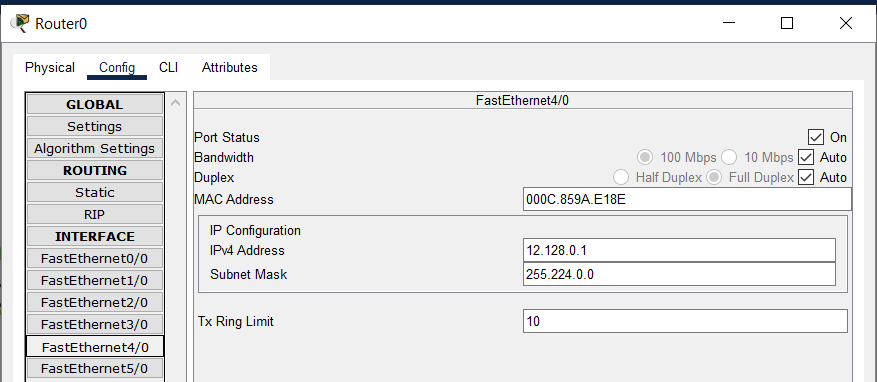 Router0
Physical Config CLI Attributes
GLOBAL
Settings
Algorithm Settings
ROUTING
Static
RIP
INTERFACE
FastEthernet0/0
FastEthernet1/0
FastEthernet2/0
FastEthernet3/0
FastEthernet4/0
FastEthernet5/0
FastEthernet4/0
Port Status On
Bandwidth 100 Mbps 10 Mbps Auto
Duplex Half Duplex Full Duplex Auto
MAC Address 000C.859A.E18E
IP Configuration
IPv4 Address 12.128.0.1
Subnet Mask 255.224.0.0
Tx Ring Limit 10